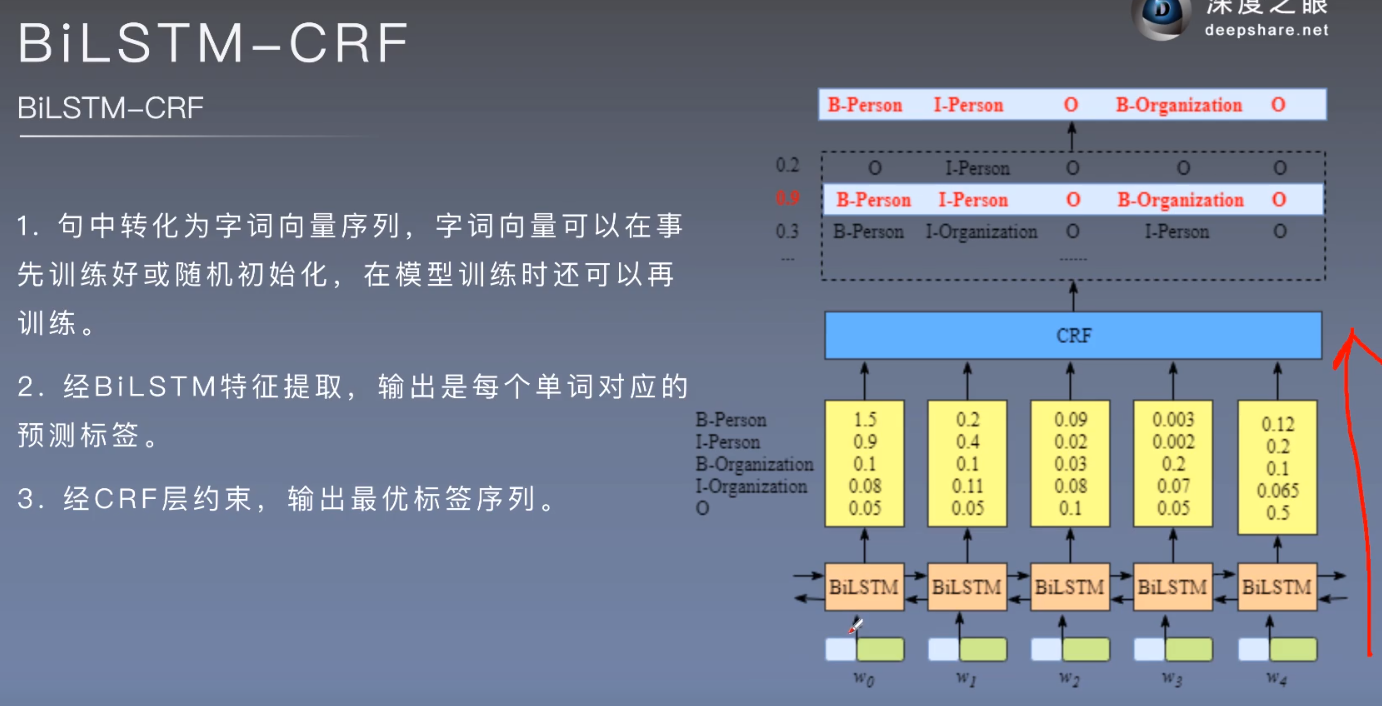 BiLSTM-CRF
深度之眼
deepshare.net
BiLSTM-CRF
1. 句中转化为字词向量序列，字词向量可以在事
先训练好或随机初始化，在模型训练时还可以再
训练。
2. 经BiLSTM特征提取，输出是每个单词对应的
预测标签。
3. 经CRF层约束，输出最优标签序列。
B-Person I-Person O B-Organization O
0.2 O I-Person O O O
0.9 B-Person I-Person O B-Organization O
0.3 B-Person I-Organization O I-Person O
... ......
CRF
B-Person 1.5 0.2 0.09 0.003 0.12
I-Person 0.9 0.4 0.02 0.002 0.2
B-Organization 0.1 0.1 0.03 0.2 0.1
I-Organization 0.08 0.11 0.08 0.07 0.065
O 0.05 0.05 0.1 0.05 0.5
BiLSTM BiLSTM BiLSTM BiLSTM BiLSTM
w0 w1 w2 w3 w4